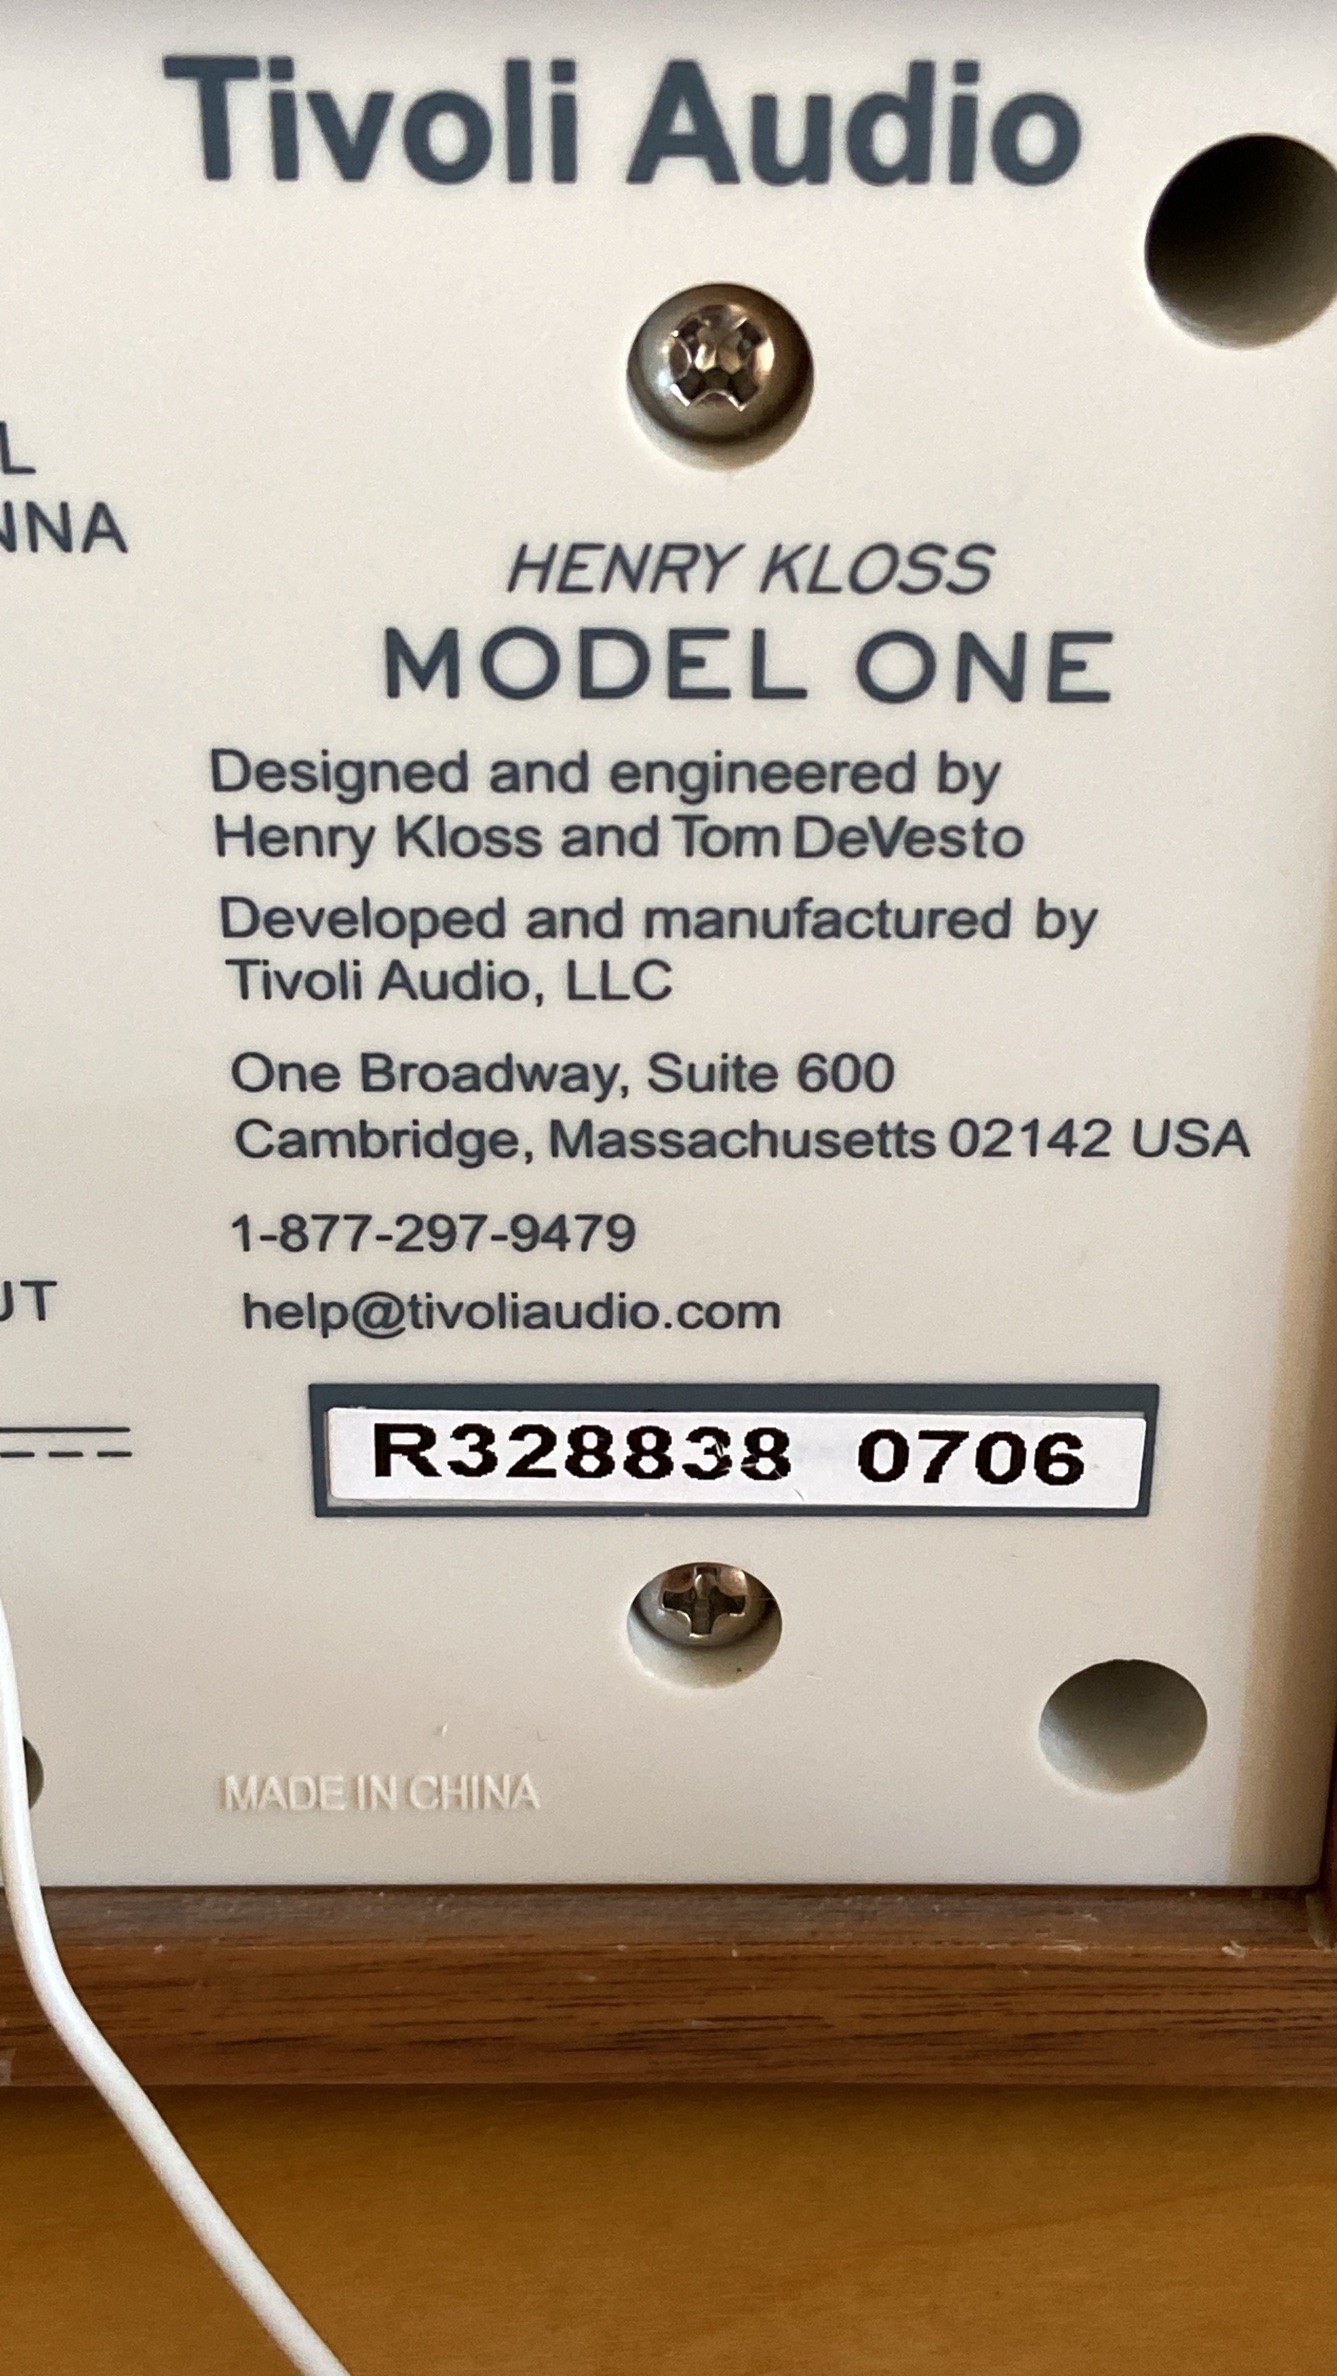 Tivoli Audio
L
NNA
HENRY KLOSS
MODEL ONE
Designed and engineered by
Henry Kloss and Tom DeVesto
Developed and manufactured by
Tivoli Audio, LLC
One Broadway, Suite 600
Cambridge, Massachusetts 02142 USA
1-877-297-9479
UT
help@tivoliaudio.com
R328838 0706
MADE IN CHINA